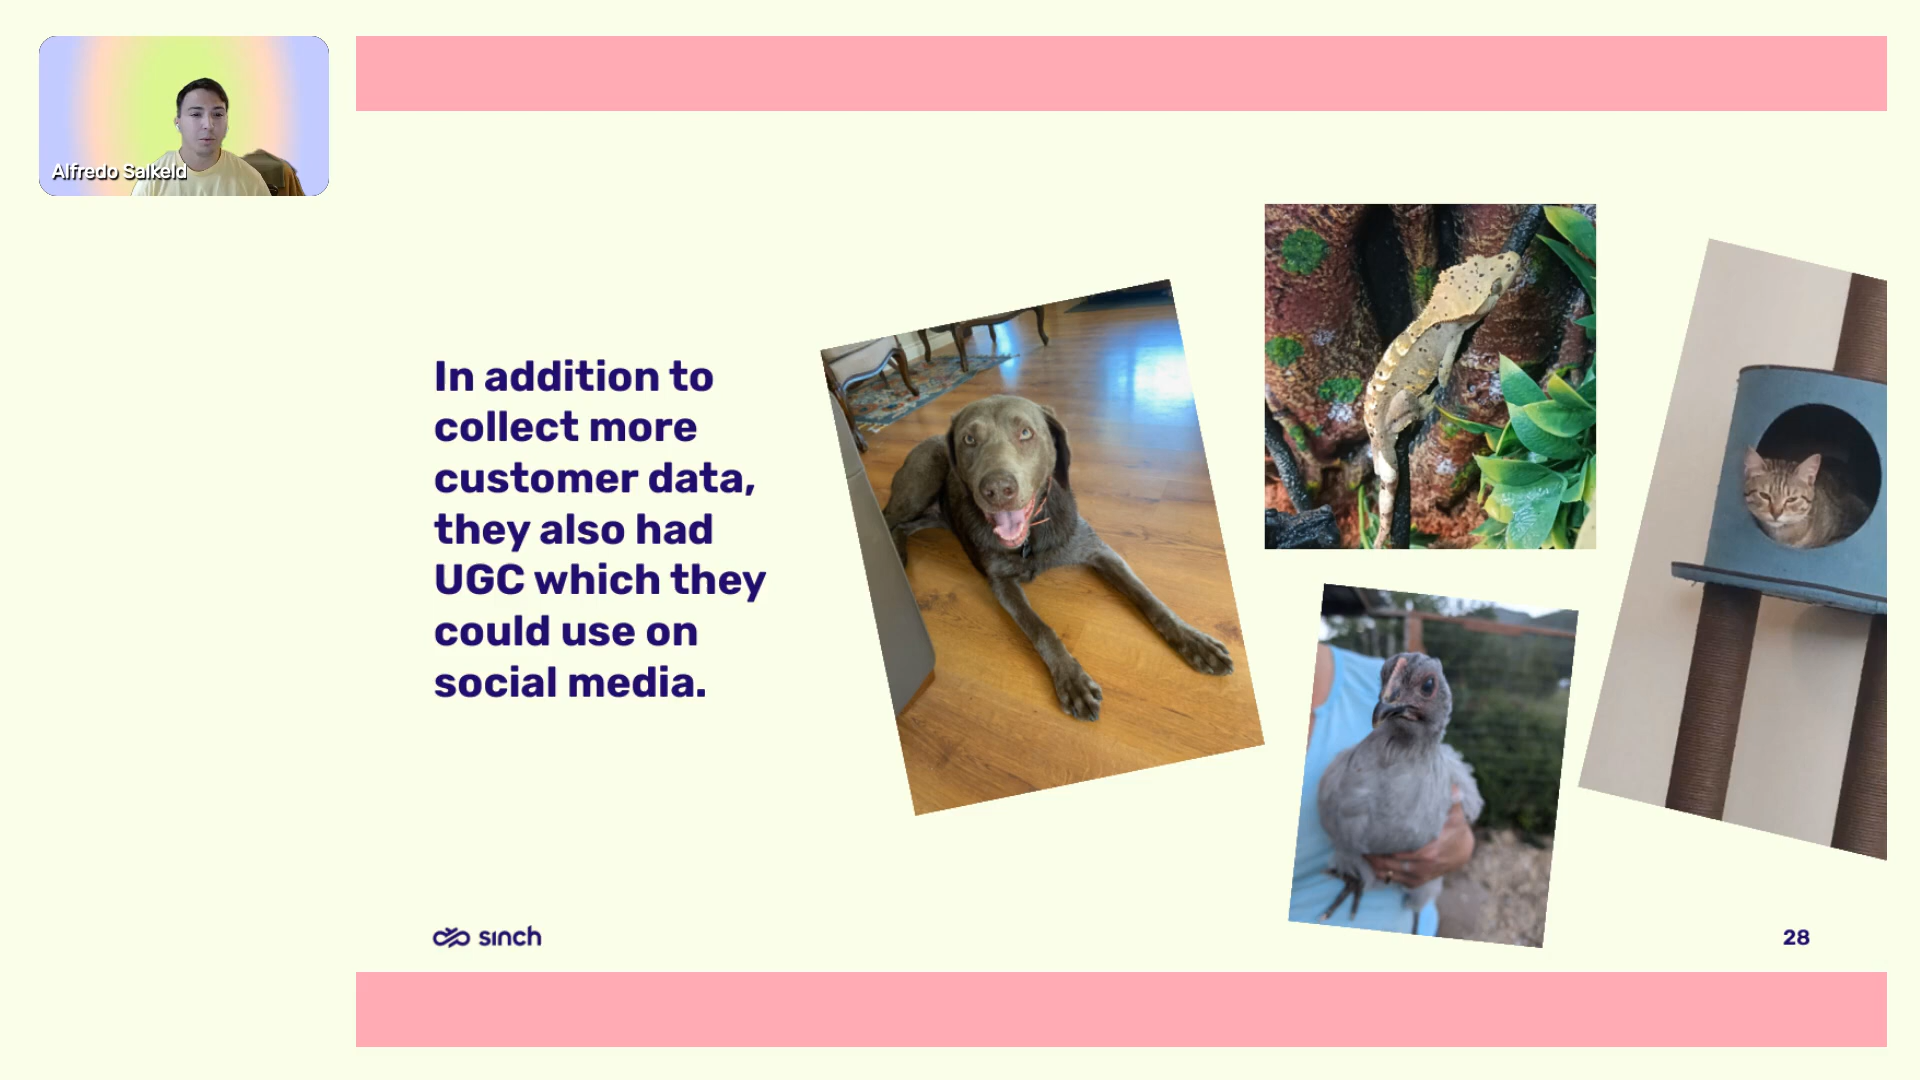 Alfredo Salkeld
In addition to
collect more
customer data,
they also had
UGC which they
could use on
social media.
sinch
28